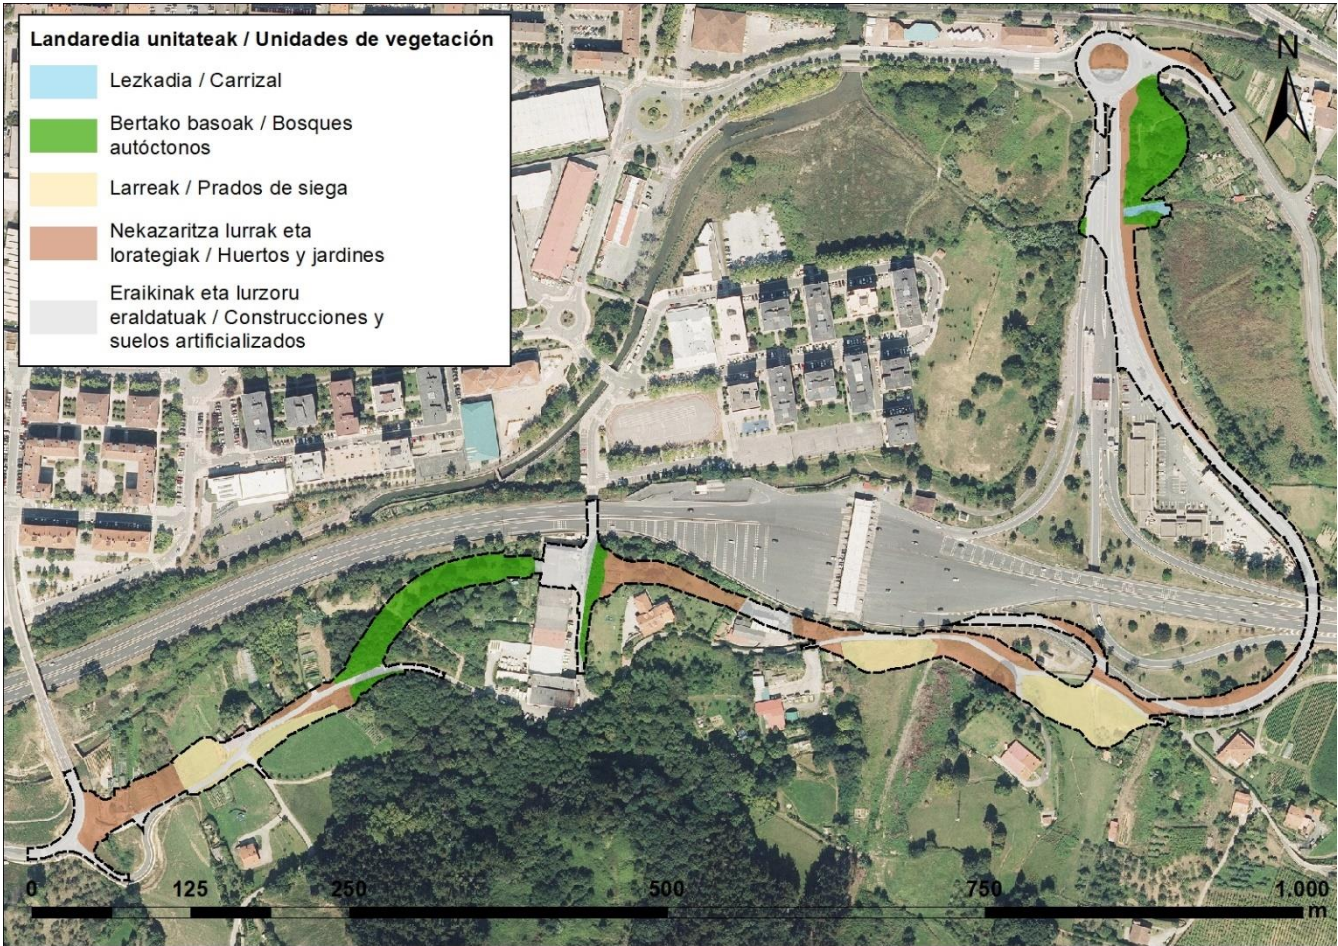 Landaredia unitateak / Unidades de vegetación
Lezkadia / Carrizal
Bertako basoak / Bosques
autóctonos
Larreak / Prados de siega
Nekazaritza lurrak eta
lorategiak / Huertos y jardines
Eraikinak eta lurzoru
eraldatuak / Construcciones y
suelos artificializados
N
0 125 250 500 750 1.000
m